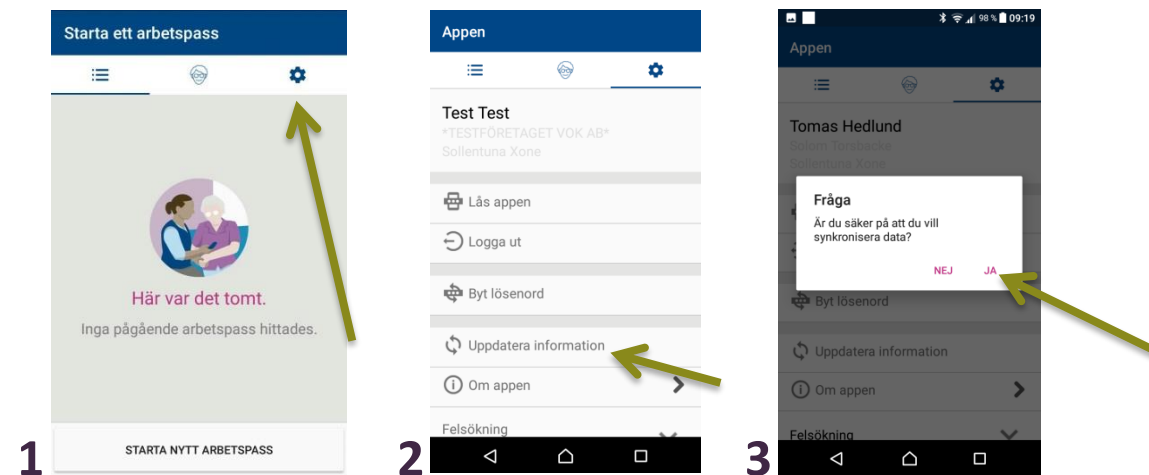 Starta ett arbetspass
Här var det tomt.
Inga pågående arbetspass hittades.
STARTA NYTT ARBETSPASS
1
Appen
Test Test
*TESTFÖRETAGET VOK AB*
Sollentuna Xone
Lås appen
Logga ut
Byt lösenord
Uppdatera information
Om appen
Felsökning
2
98 % 09:19
Appen
Tomas Hedlund
Solom Torsbacke
Sollentuna Xone
Fråga
Är du säker på att du vill
synkronisera data?
NEJ JA
Byt lösenord
Uppdatera information
Om appen
Felsökning
3